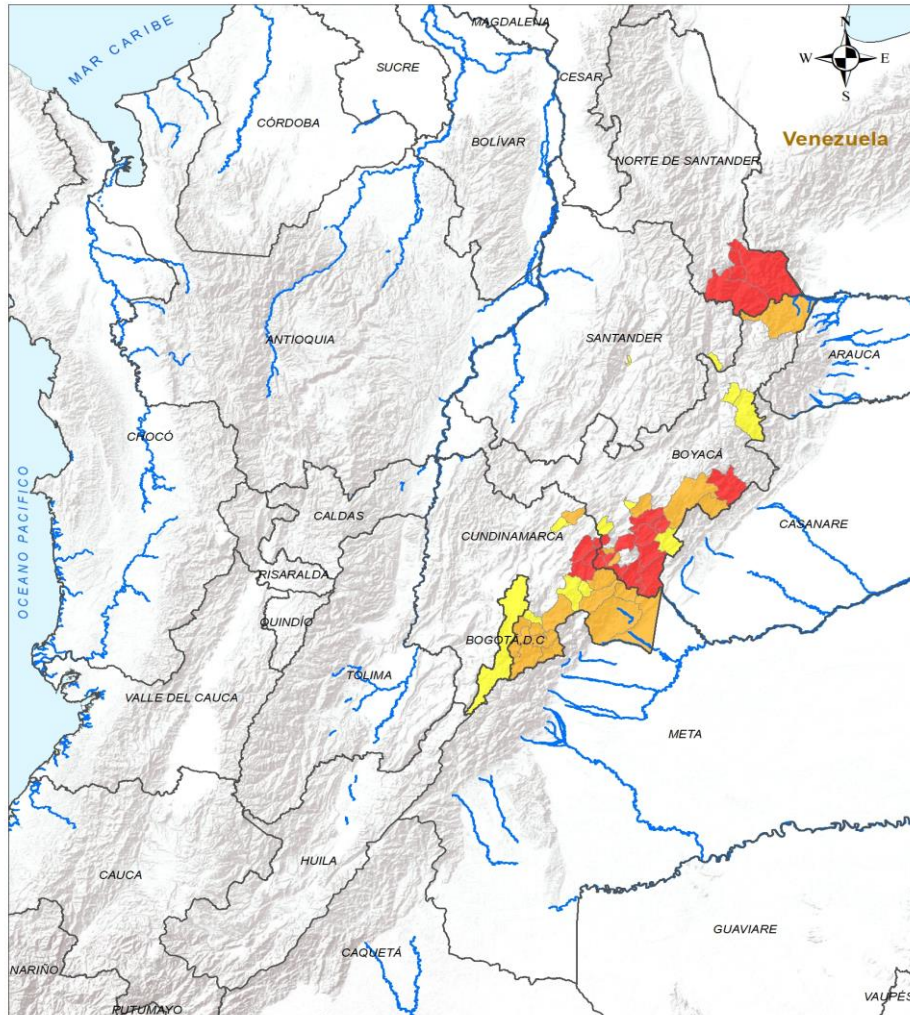 MAGDALENA
N
MAR CARIBE
W
E
S
SUCRE
CESAR
CÓRDOBA
BOLÍVAR
Venezuela
NORTE DE SANTANDER
ANTIOQUIA
SANTANDER
ARAUCA
CHOCÓ
BOYACÁ
CALDAS
CUNDINAMARCA
CASANARE
OCEANO PACIFICO
RISARALDA
QUINDÍO
BOGOTÁ,D.C
TOLIMA
VALLE DEL CAUCA
META
HUILA
CAUCA
GUAVIARE
CAQUETÁ
NARIÑO
VAUPÉS
PUTUMAYO